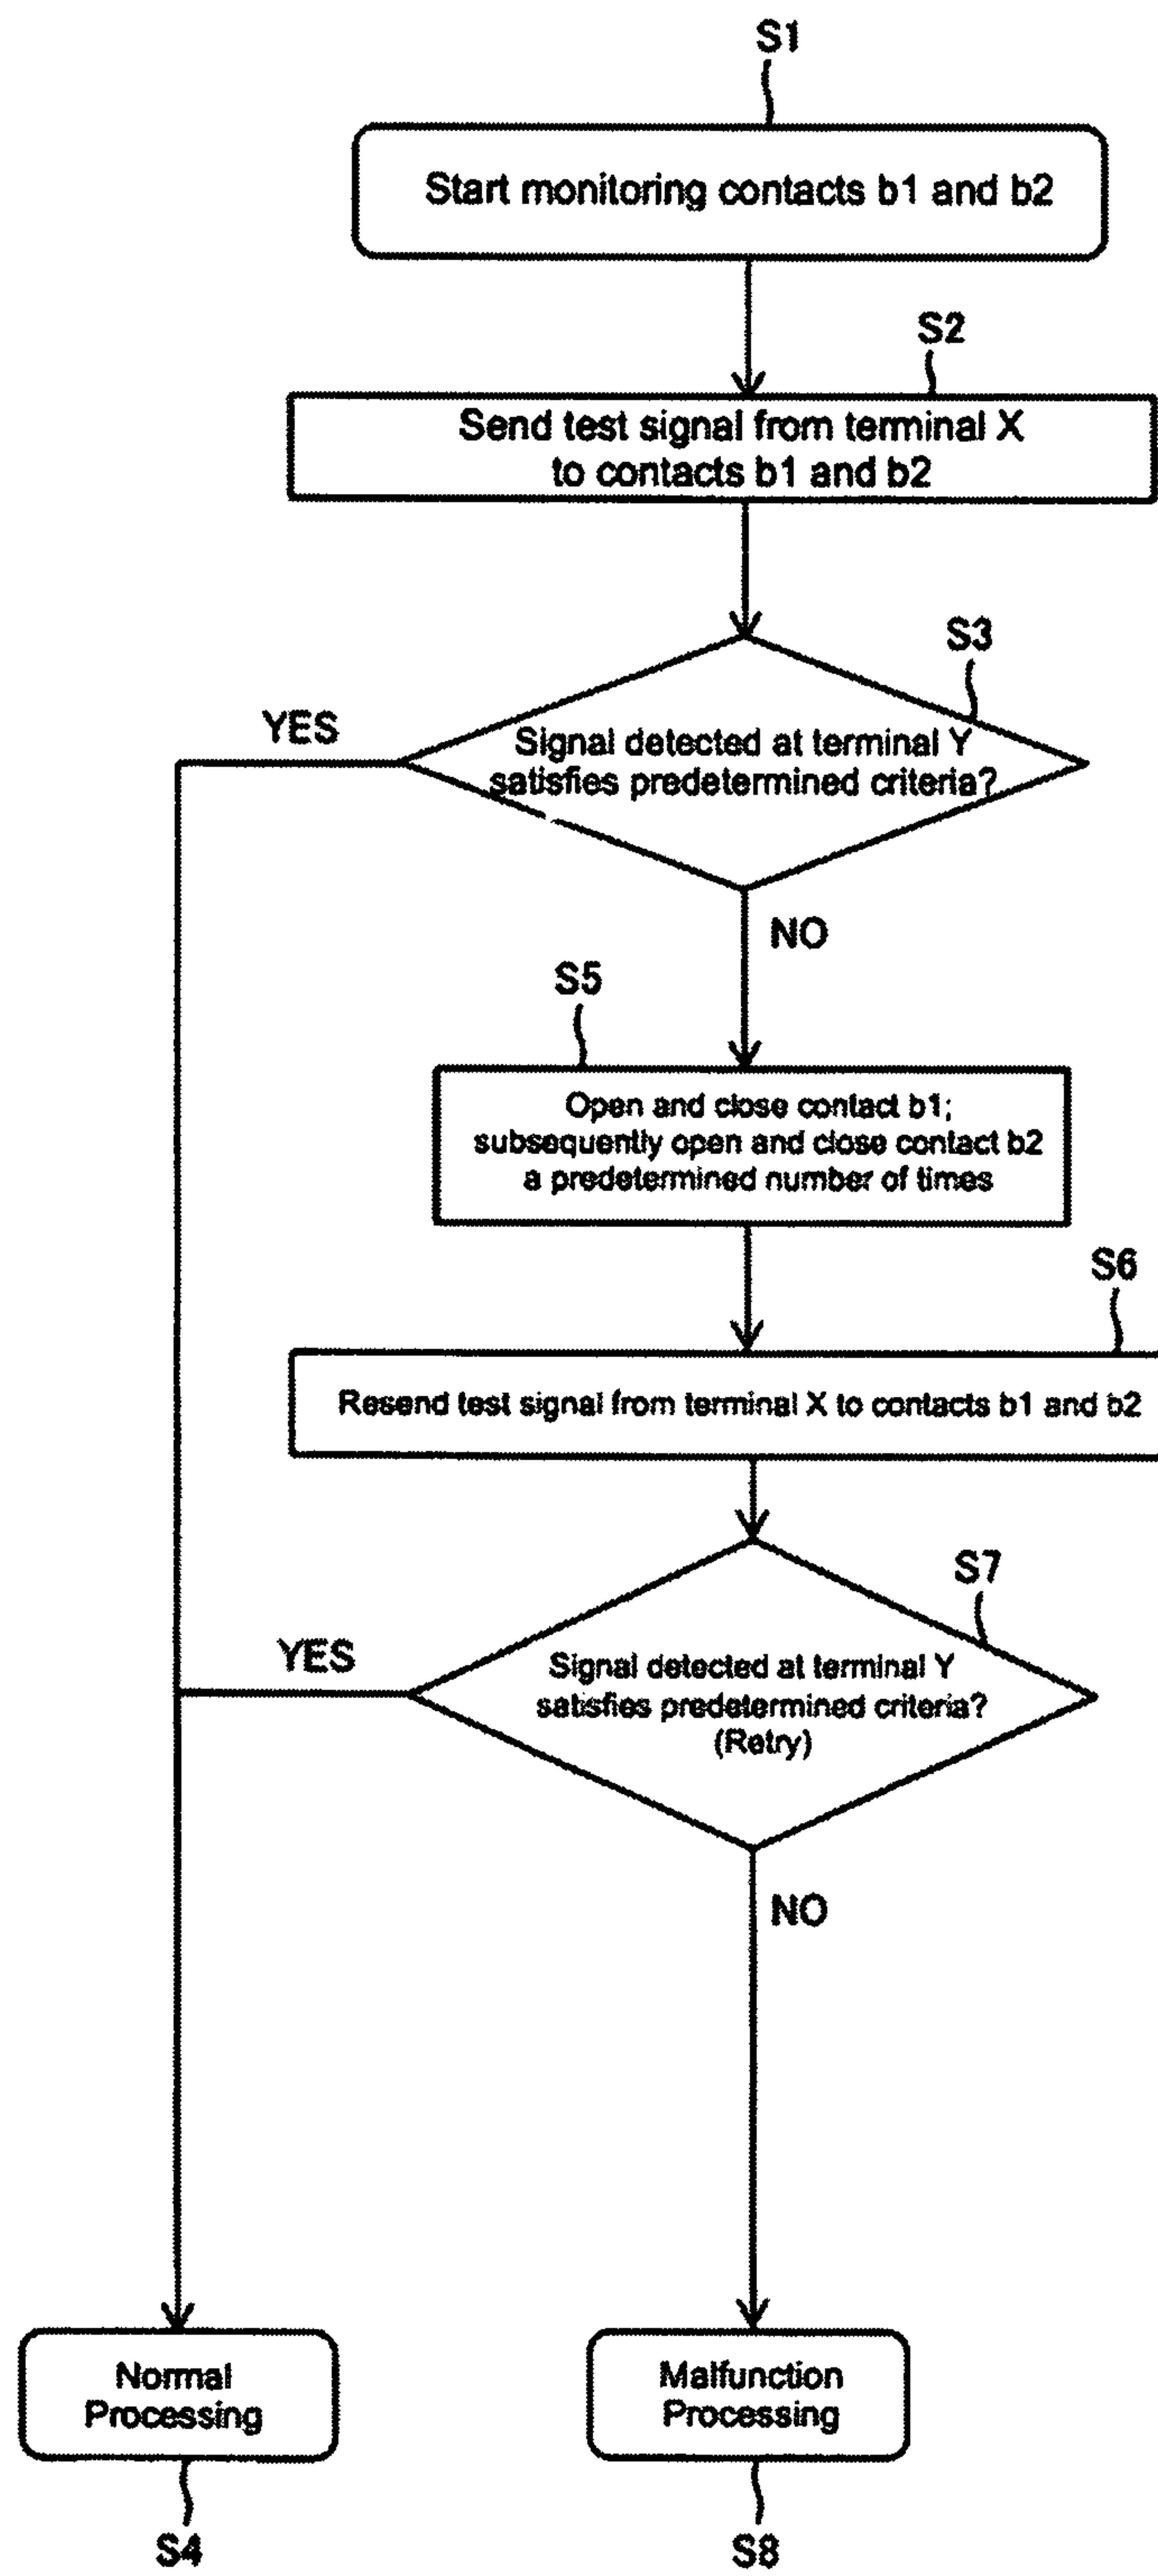 S1
Start monitoring contacts b1 and b2
S2
Send test signal from terminal X
to contacts b1 and b2
S3
YES
Signal detected at terminal Y
satisfies predetermined criteria?
NO
S5
Open and close contact b1;
subsequently open and close contact b2
a predetermined number of times
S6
Resend test signal from terminal X to contacts b1 and b2
S7
YES
Signal detected at terminal Y
satisfies predetermined criteria?
(Retry)
NO
Normal
Processing
Malfunction
Processing
S4
S8